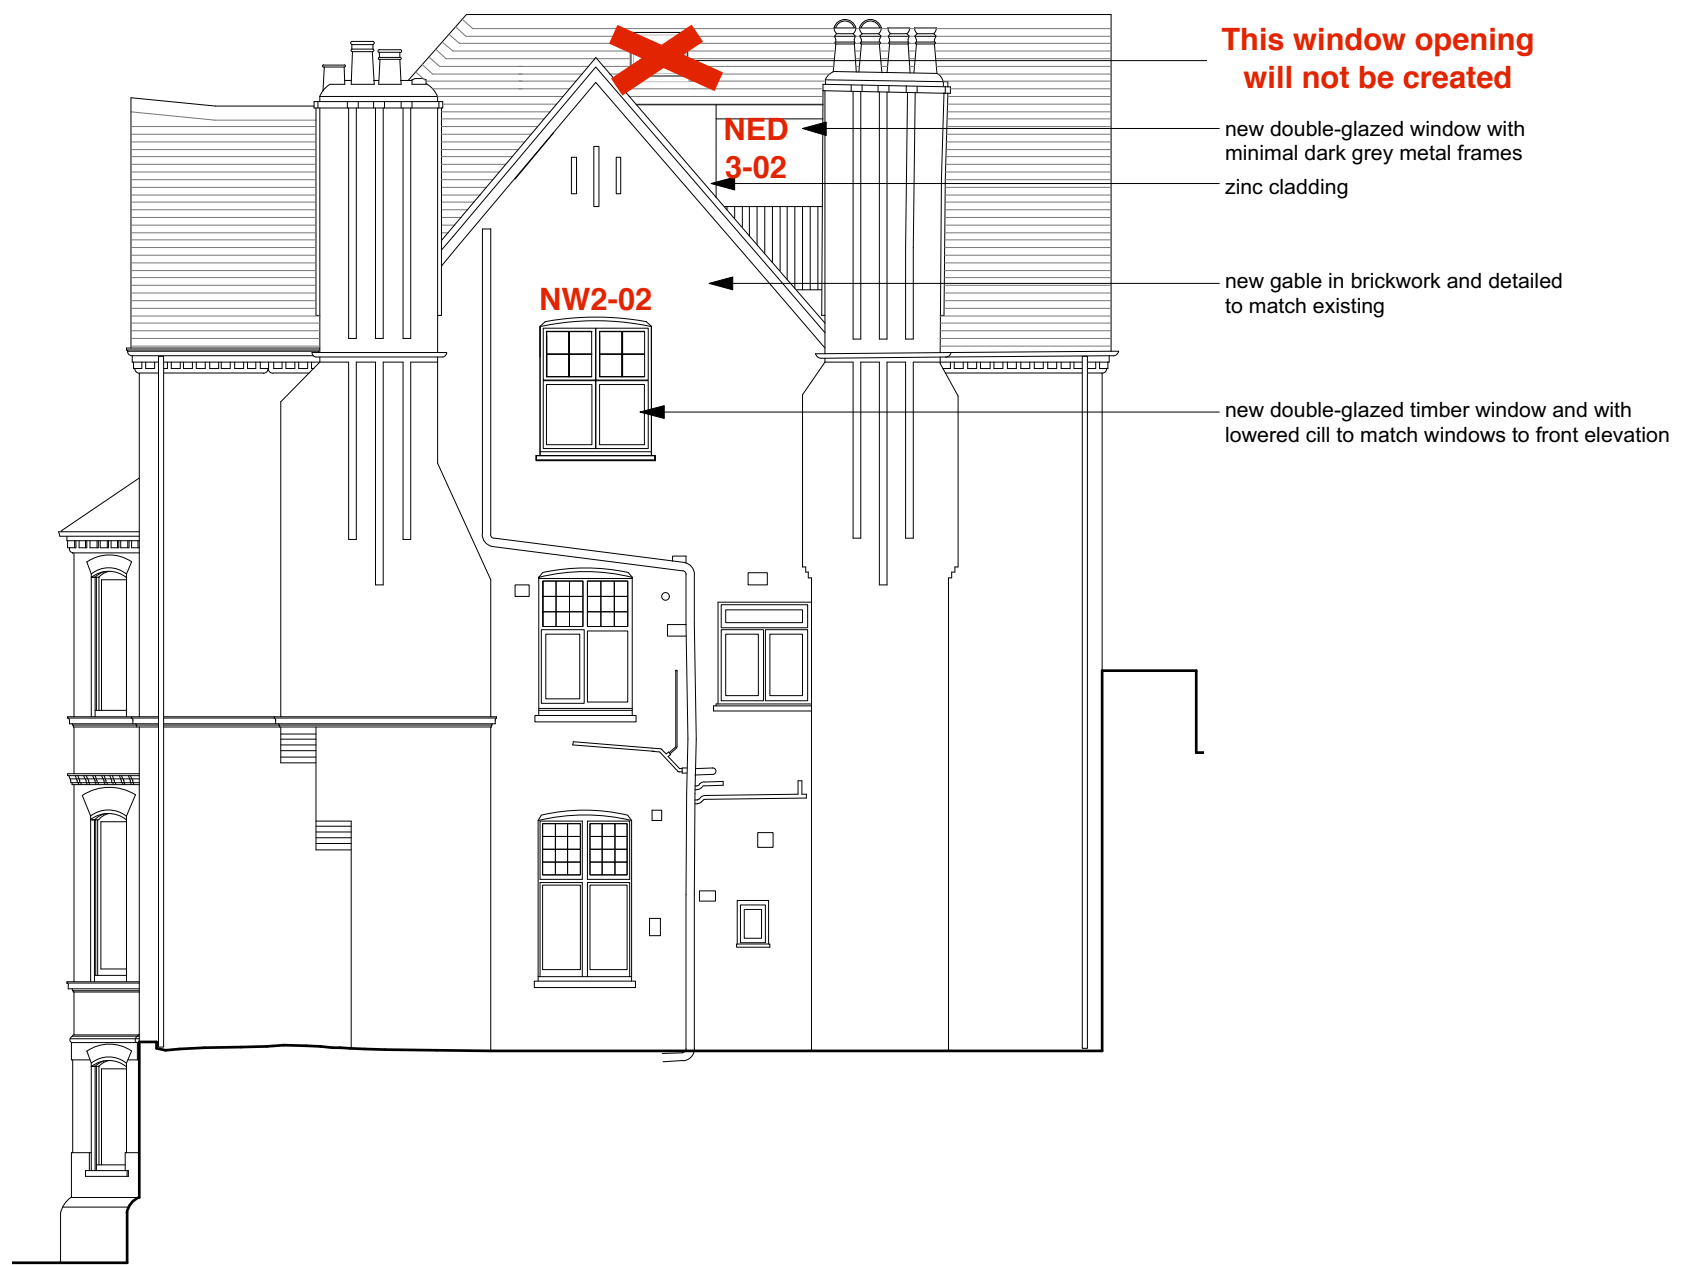 This window opening
will not be created
NED
3-02
new double-glazed window with
minimal dark grey metal frames
zinc cladding
new gable in brickwork and detailed
to match existing
NW2-02
new double-glazed timber window and with
lowered cill to match windows to front elevation